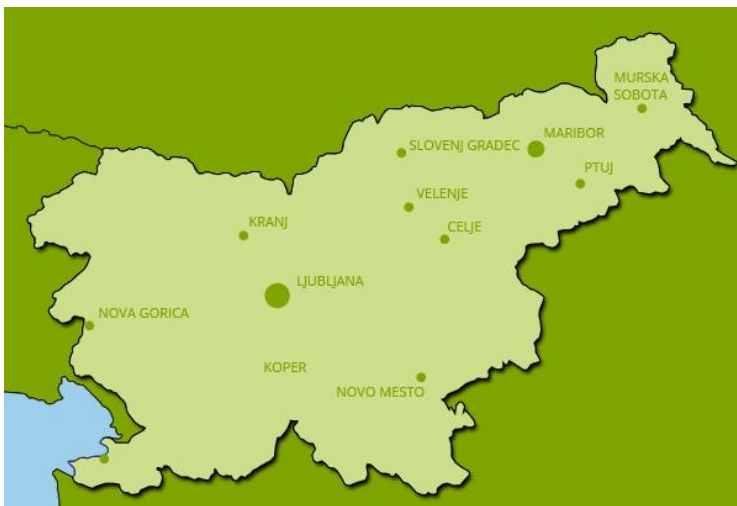 MURSKA
SOBOTA
MARIBOR
SLOVENJ GRADEC
PTUJ
VELENJE
KRANJ
CELJE
LJUBLJANA
NOVA GORICA
KOPER
NOVO MESTO